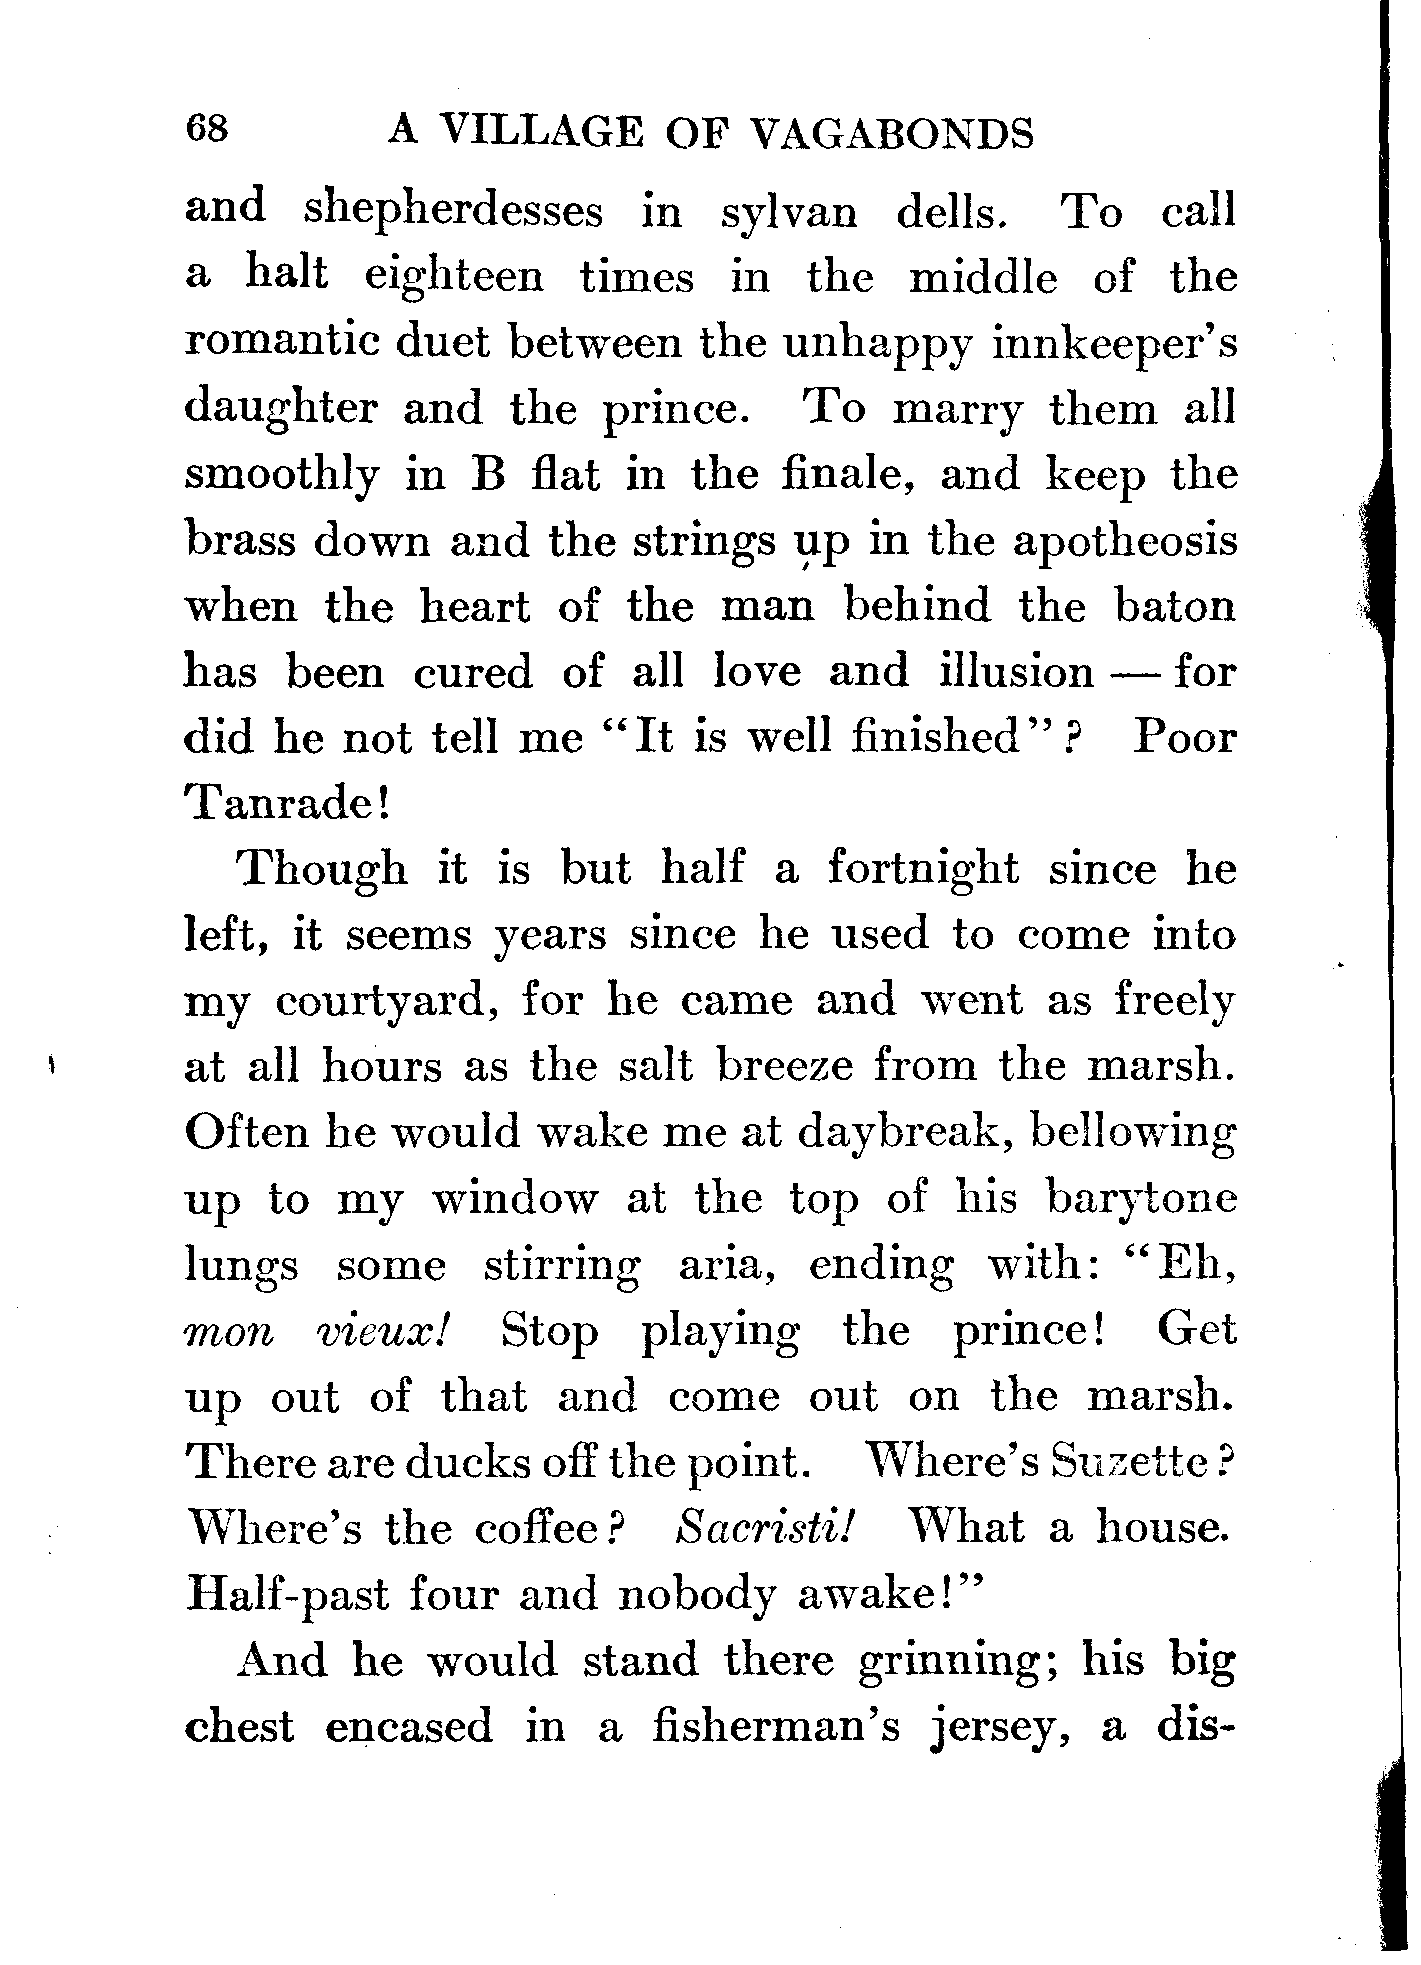 68 A VILLAGE OF VAGABONDS
and shepherdesses in sylvan dells. To call
a halt eighteen times in the middle of the
romantic duet between the unhappy innkeeper's
daughter and the prince. To marry them all
smoothly in B flat in the finale, and keep the
brass down and the strings up in the apotheosis
when the heart of the man behind the baton
has been cured of all love and illusion — for
did he not tell me "It is well finished"? Poor
Tanrade!
Though it is but half a fortnight since he
left, it seems years since he used to come into
my courtyard, for he came and went as freely
at all hours as the salt breeze from the marsh.
Often he would wake me at daybreak, bellowing
up to my window at the top of his barytone
lungs some stirring aria, ending with: "Eh,
mon vieux! Stop playing the prince! Get
up out of that and come out on the marsh.
There are ducks off the point. Where's Suzette?
Where's the coffee? Sacristi! What a house.
Half-past four and nobody awake!"
And he would stand there grinning; his big
chest encased in a fisherman's jersey, a dis-